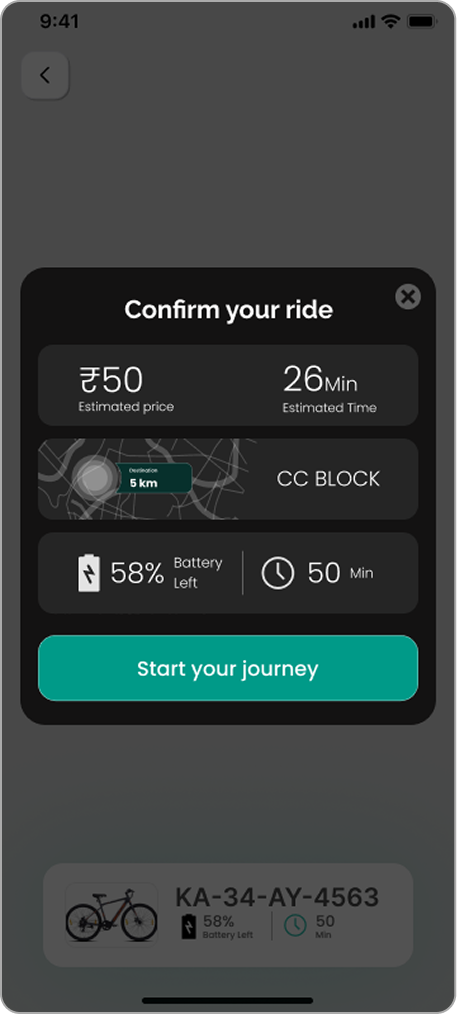 9:41
Confirm your ride
₹50
Estimated price
26Min
Estimated Time
Destination
5 km
CC BLOCK
58% Battery Left
50 Min
Start your journey
KA-34-AY-4563
58%
Battery Left
50
Min